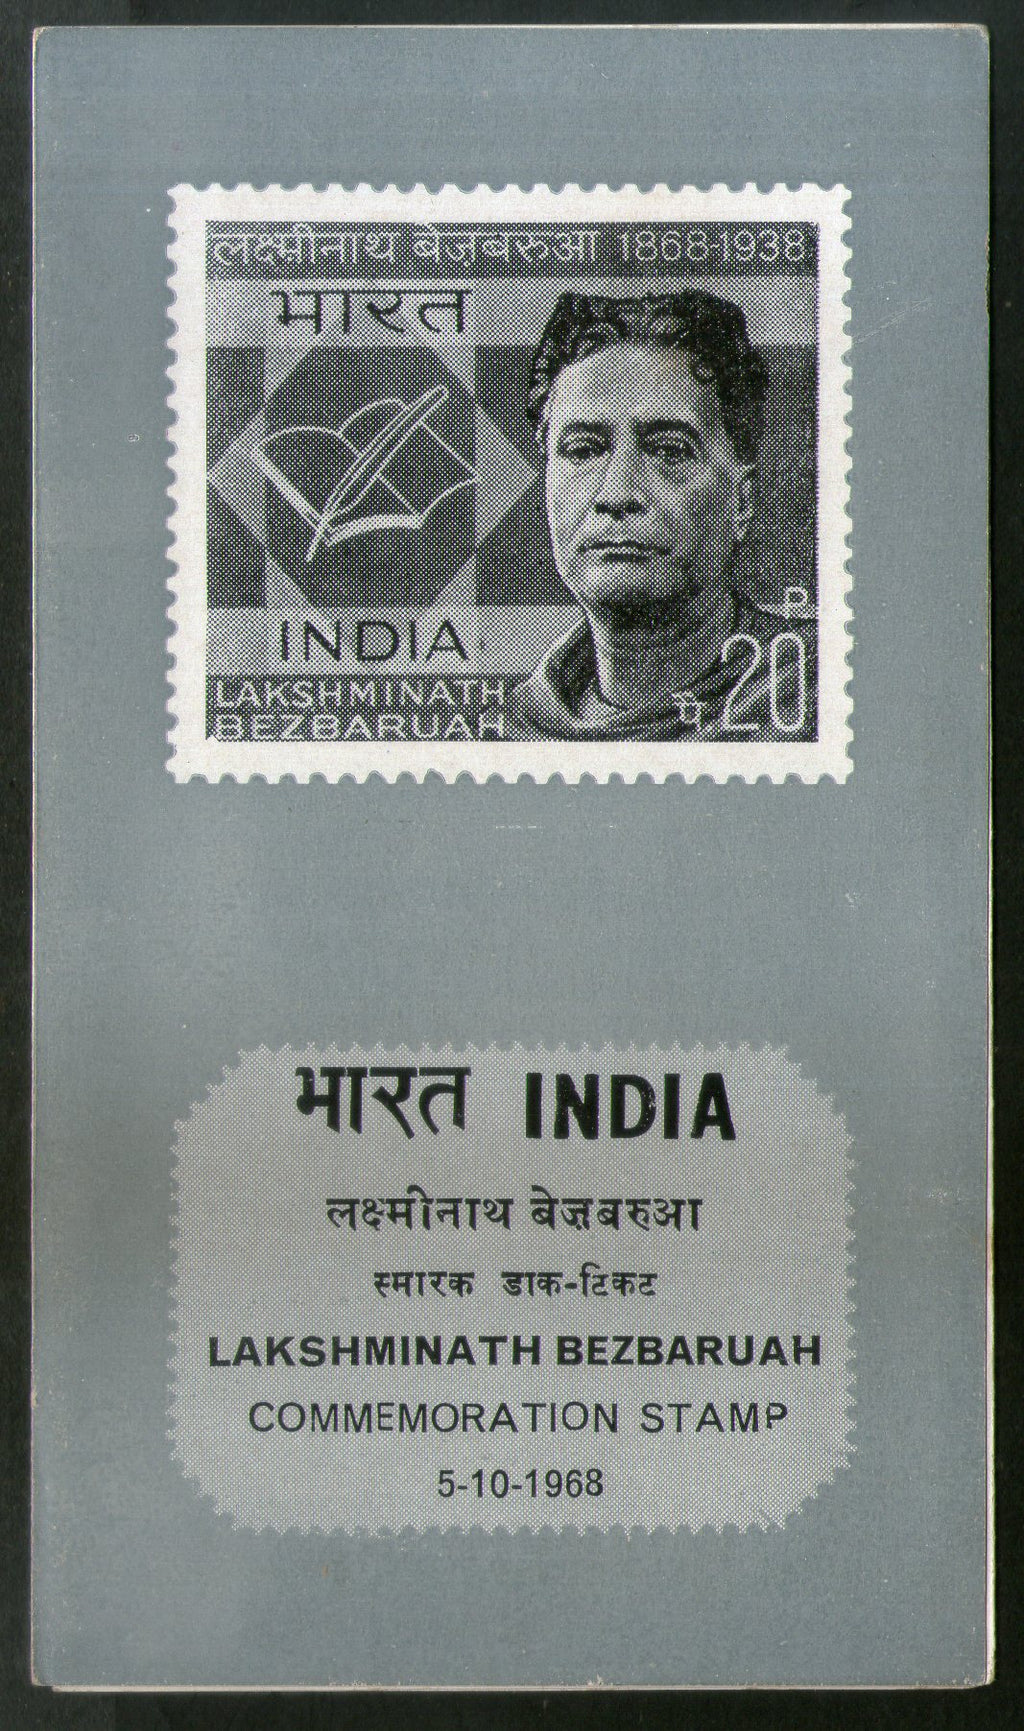 लक्ष्मीनाथ बेज़बरुआ 1868-1938
भारत
INDIA
LAKSHMINATH
BEZBARUAH
P.
पै. 20
भारत INDIA
लक्ष्मीनाथ बेज़बरुआ
स्मारक डाक-टिकट
LAKSHMINATH BEZBARUAH
COMMEMORATION STAMP
5-10-1968